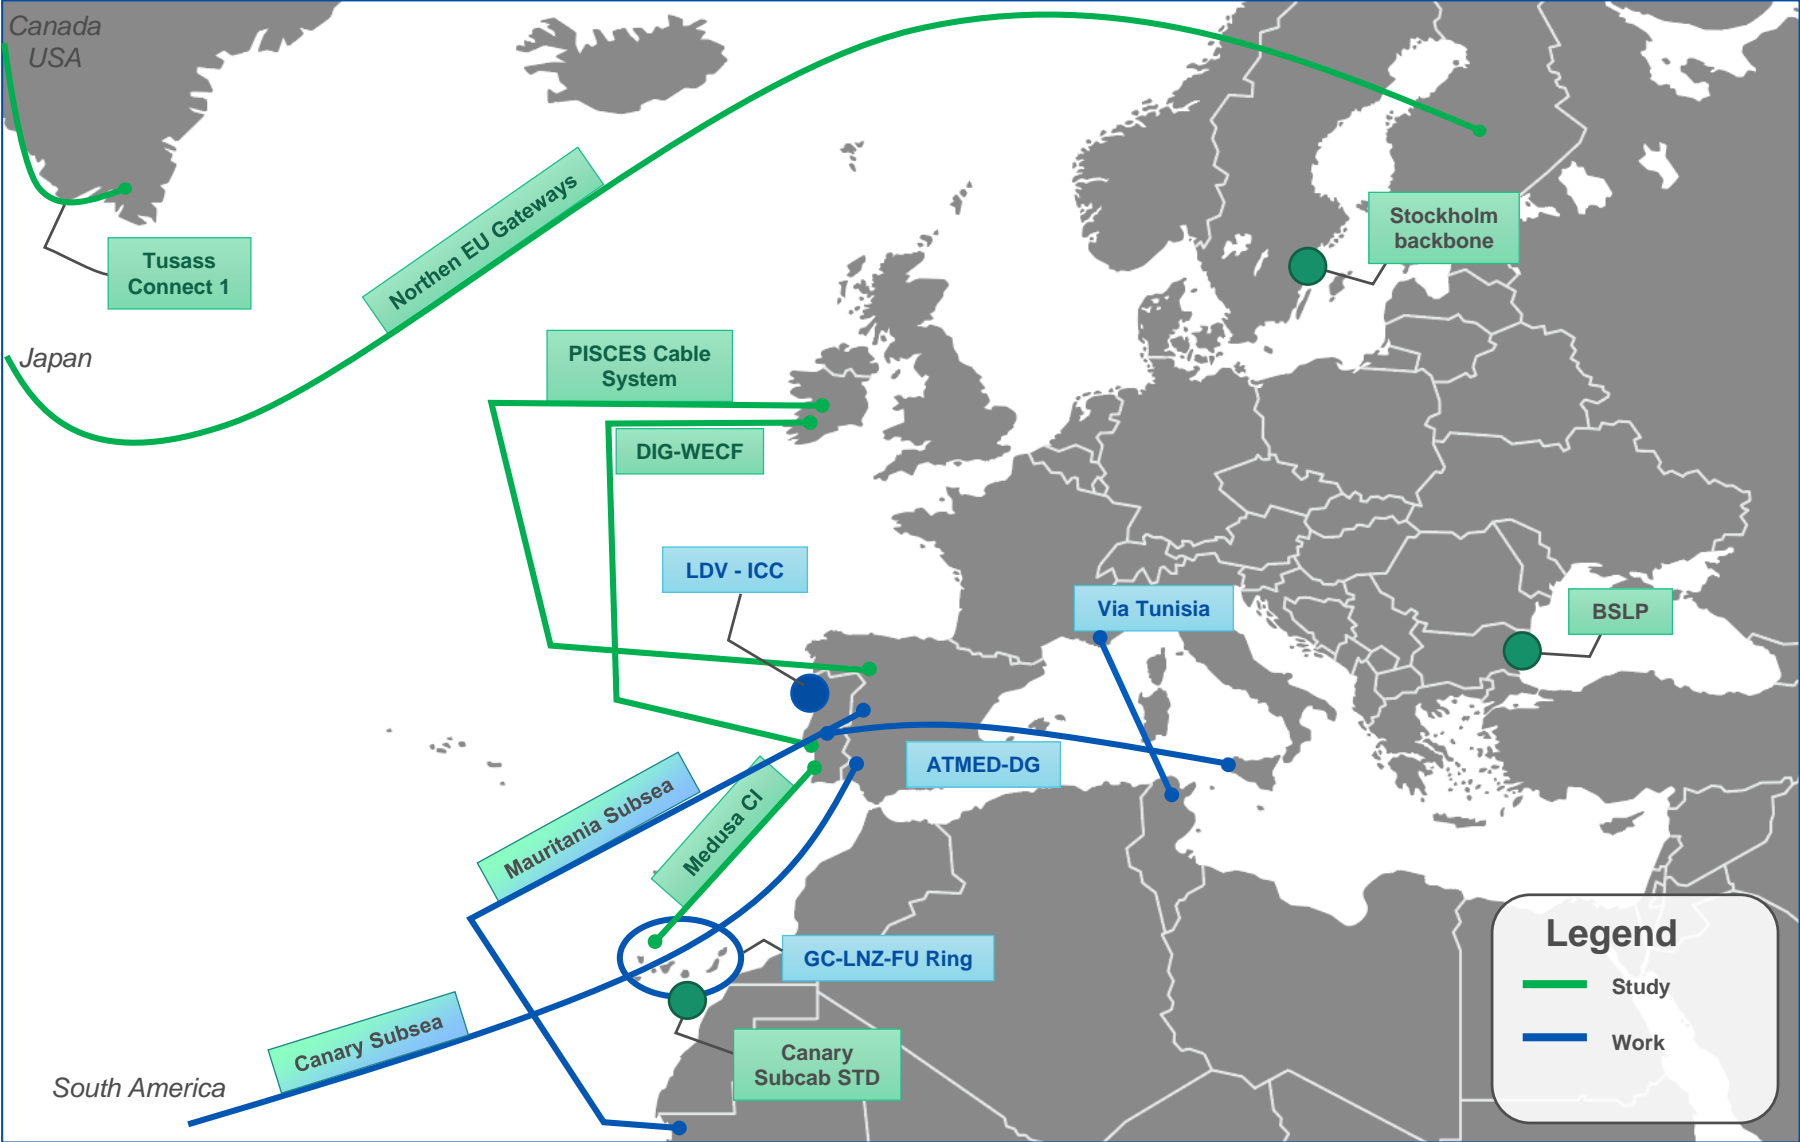 Canada
USA
Northen EU Gateways
Stockholm
backbone
Tusass
Connect 1
Japan
PISCES Cable
System
DIG-WECF
LDV - ICC
Via Tunisia
BSLP
ATMED-DG
Mauritania Subsea
Medusa CI
GC-LNZ-FU Ring
Canary Subsea
Canary
Subcab STD
South America
Legend
Study
Work